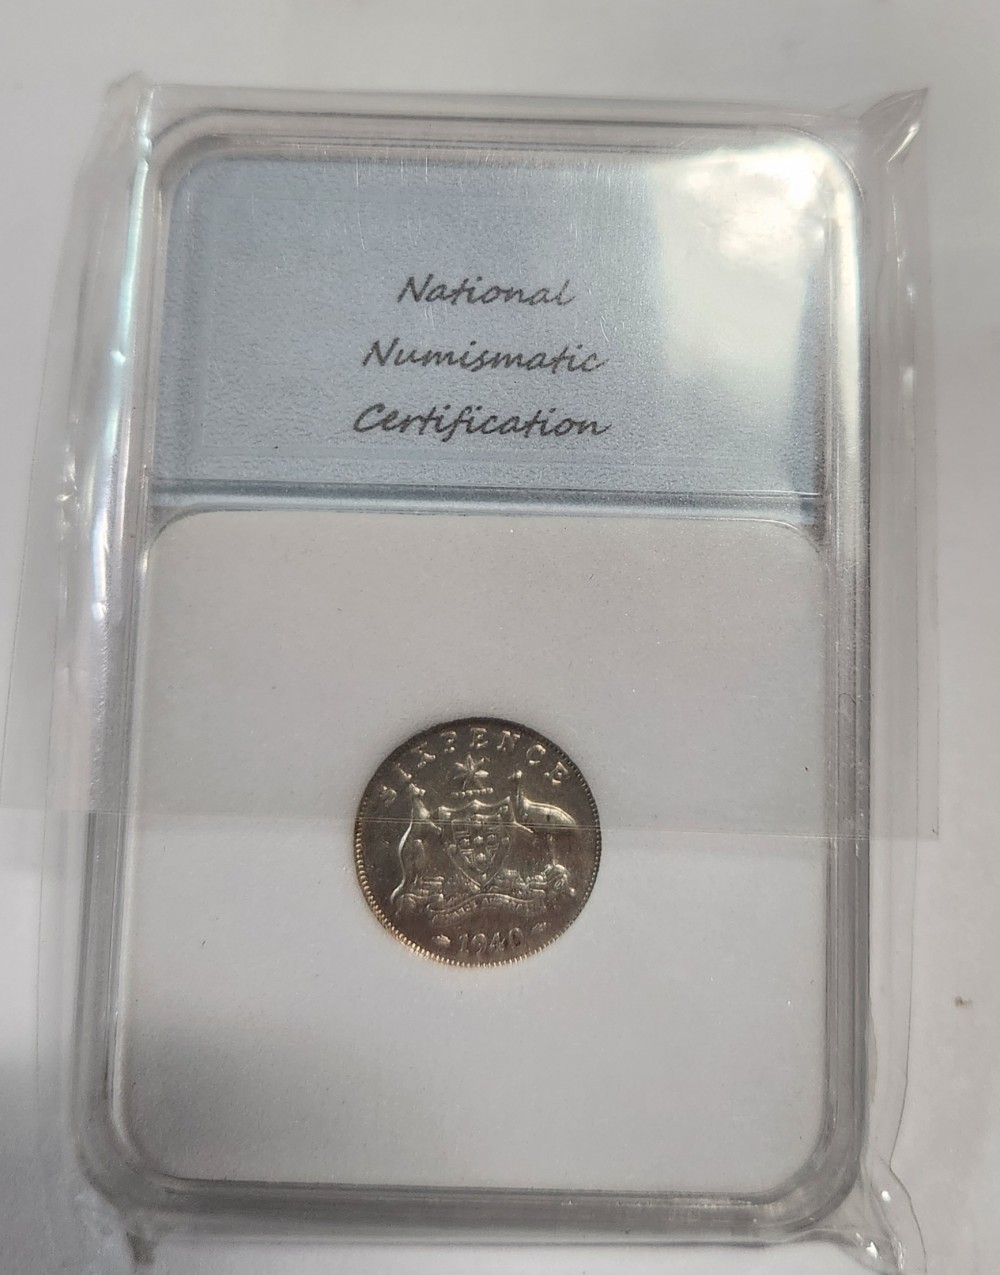 National
Numismatic
Certification
SIXPENCE
1940